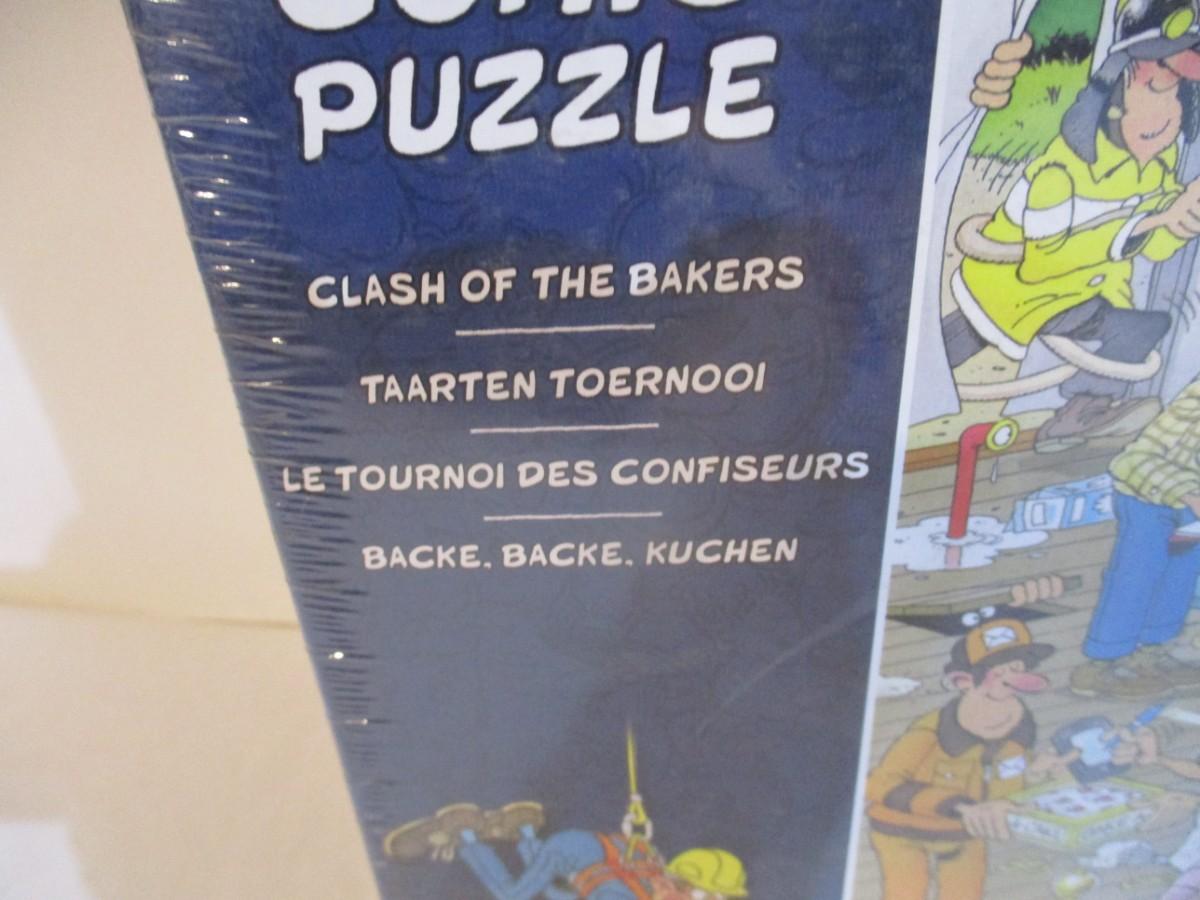 PUZZLE
CLASH OF THE BAKERS
TAARTEN TOERNOOI
LE TOURNOI DES CONFISEURS
BACKE, BACKE, KUCHEN